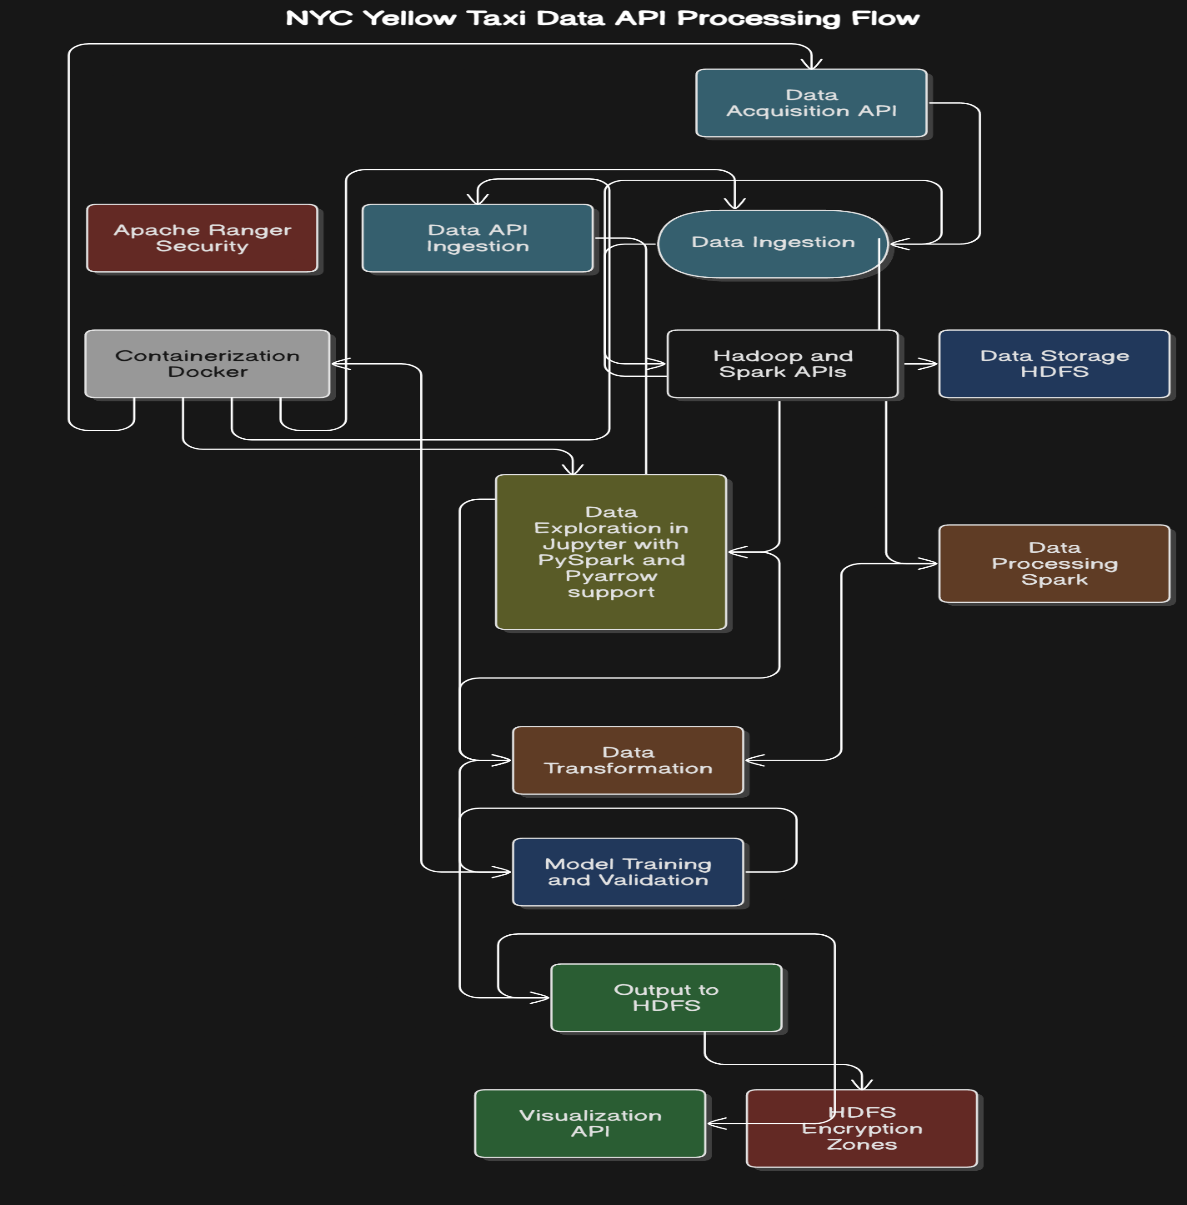 NYC Yellow Taxi Data API Processing Flow
Data
Acquisition API
Apache Ranger
Security
Data API
Ingestion
Data Ingestion
Containerization
Docker
Hadoop and
Spark APIs
Data Storage
HDFS
Data
Exploration in
Jupyter with
PySpark and
Pyarrow
support
Data
Processing
Spark
Data
Transformation
Model Training
and Validation
Output to
HDFS
Visualization
API
HDFS
Encryption
Zones